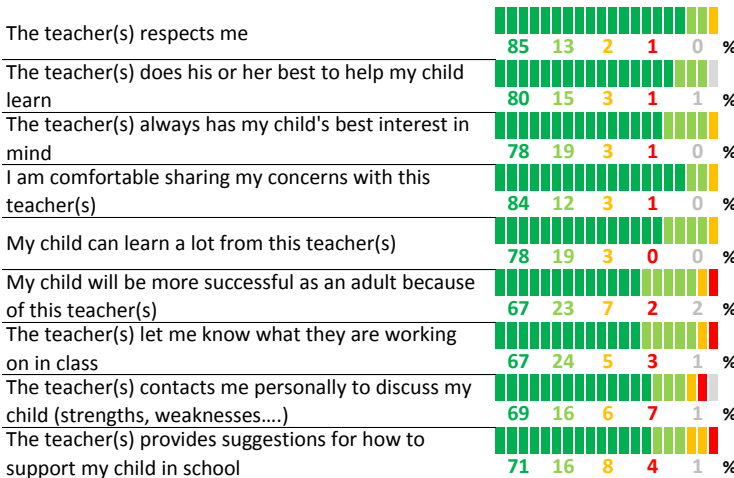 The teacher(s) respects me
85 13 2 1 0 %
The teacher(s) does his or her best to help my child
learn
80 15 3 1 1 %
The teacher(s) always has my child's best interest in
mind
78 19 3 1 0 %
I am comfortable sharing my concerns with this
teacher(s)
84 12 3 1 0 %
My child can learn a lot from this teacher(s)
78 19 3 0 0 %
My child will be more successful as an adult because
of this teacher(s)
67 23 7 2 2 %
The teacher(s) let me know what they are working
on in class
67 24 5 3 1 %
The teacher(s) contacts me personally to discuss my
child (strengths, weaknesses....)
69 16 6 7 1 %
The teacher(s) provides suggestions for how to
support my child in school
71 16 8 4 1 %